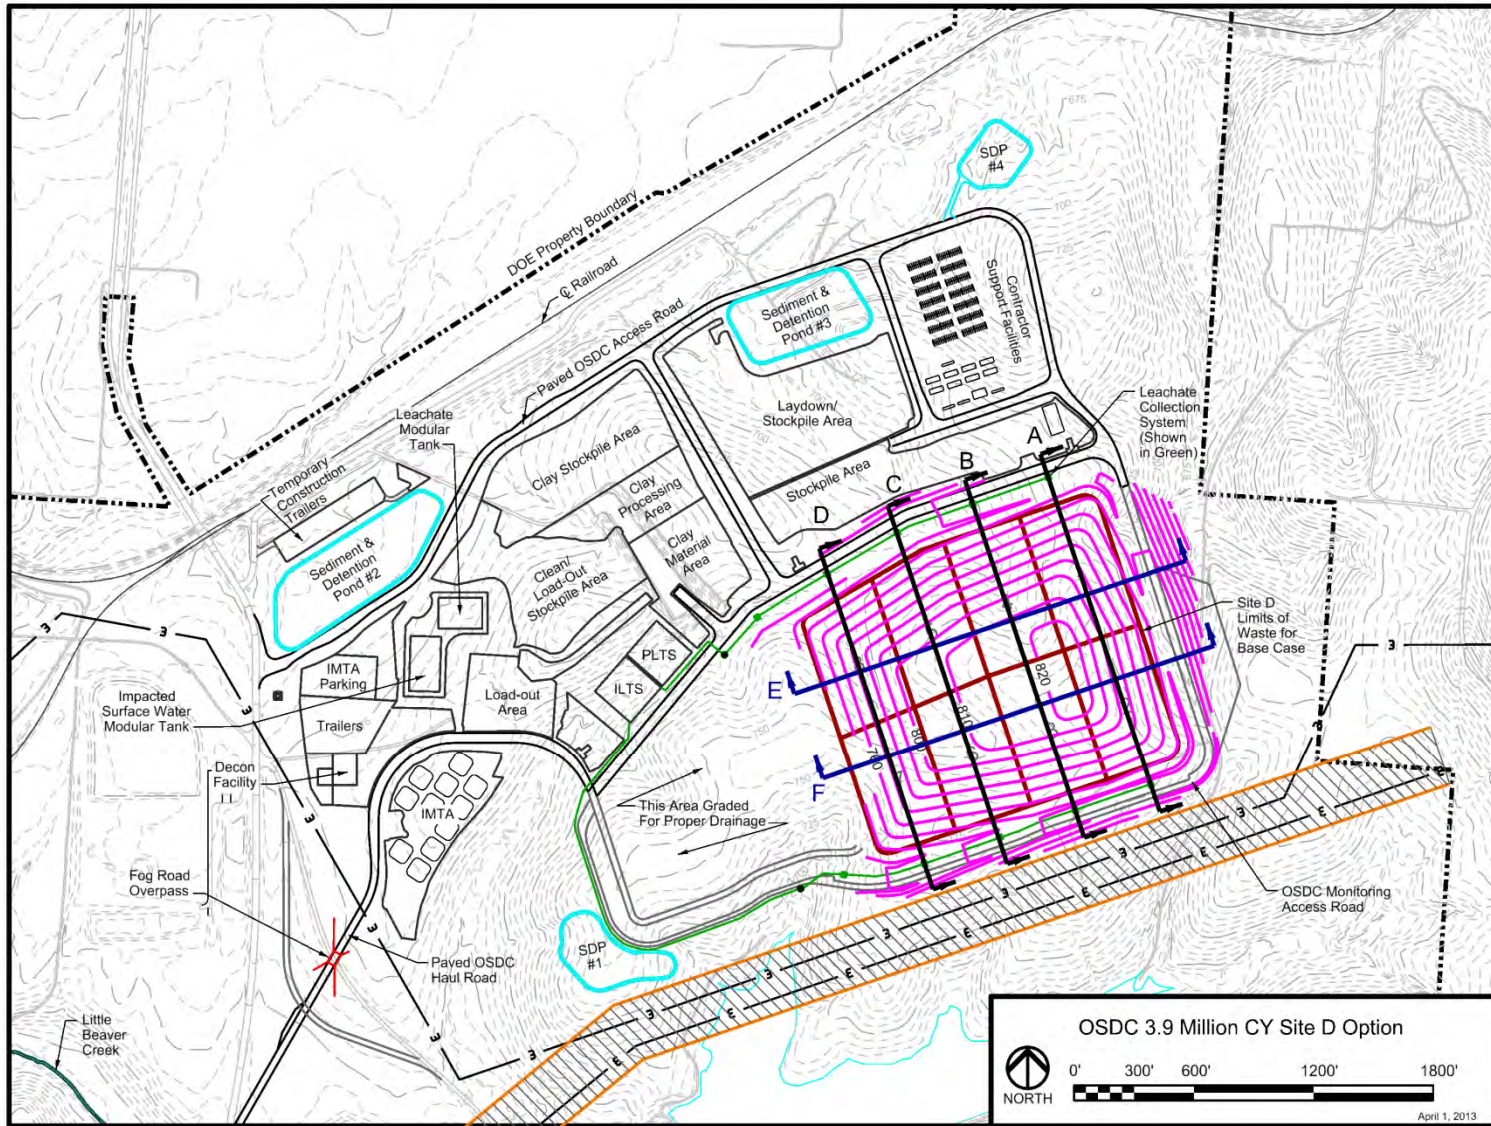 DOE Property Boundary
℄ Railroad
Paved OSDC Access Road
SDP
#4
Contractor
Support Facilities
Sediment &
Detention
Pond #3
Laydown/
Stockpile Area
Stockpile Area
Leachate
Collection
System
(Shown
in Green)
Leachate
Modular
Tank
Temporary
Construction
Trailers
Sediment &
Detention
Pond #2
Clay Stockpile Area
Clay
Processing
Area
Clay
Material
Area
Clean/
Load-Out
Stockpile Area
A
B
C
D
E
F
Site D
Limits of
Waste for
Base Case
PLTS
ILTS
Load-out
Area
IMTA
Parking
Trailers
Impacted
Surface Water
Modular Tank
Decon
Facility
IMTA
Fog Road
Overpass
Paved OSDC
Haul Road
Little
Beaver
Creek
This Area Graded
For Proper Drainage
SDP
#1
OSDC Monitoring
Access Road
675
700
725
750
750
725
820
810
800
OSDC 3.9 Million CY Site D Option
NORTH
0' 300' 600' 1200' 1800'
April 1, 2013